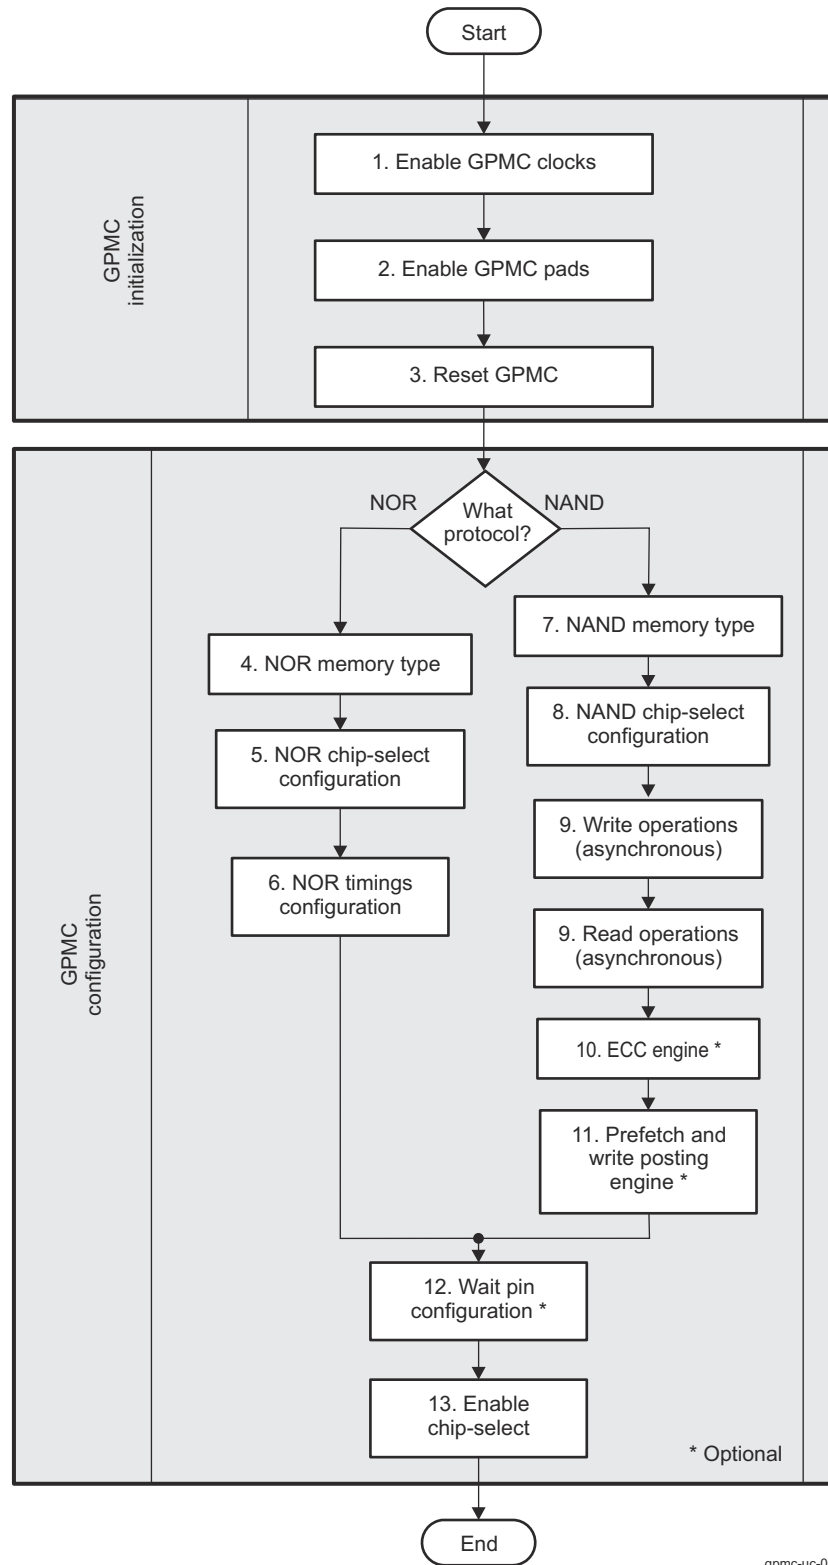 Start
GPMC
initialization
1. Enable GPMC clocks
2. Enable GPMC pads
3. Reset GPMC
GPMC
configuration
What
protocol?
NOR
NAND
4. NOR memory type
5. NOR chip-select
configuration
6. NOR timings
configuration
7. NAND memory type
8. NAND chip-select
configuration
9. Write operations
(asynchronous)
9. Read operations
(asynchronous)
10. ECC engine *
11. Prefetch and
write posting
engine *
12. Wait pin
configuration *
13. Enable
chip-select
* Optional
End